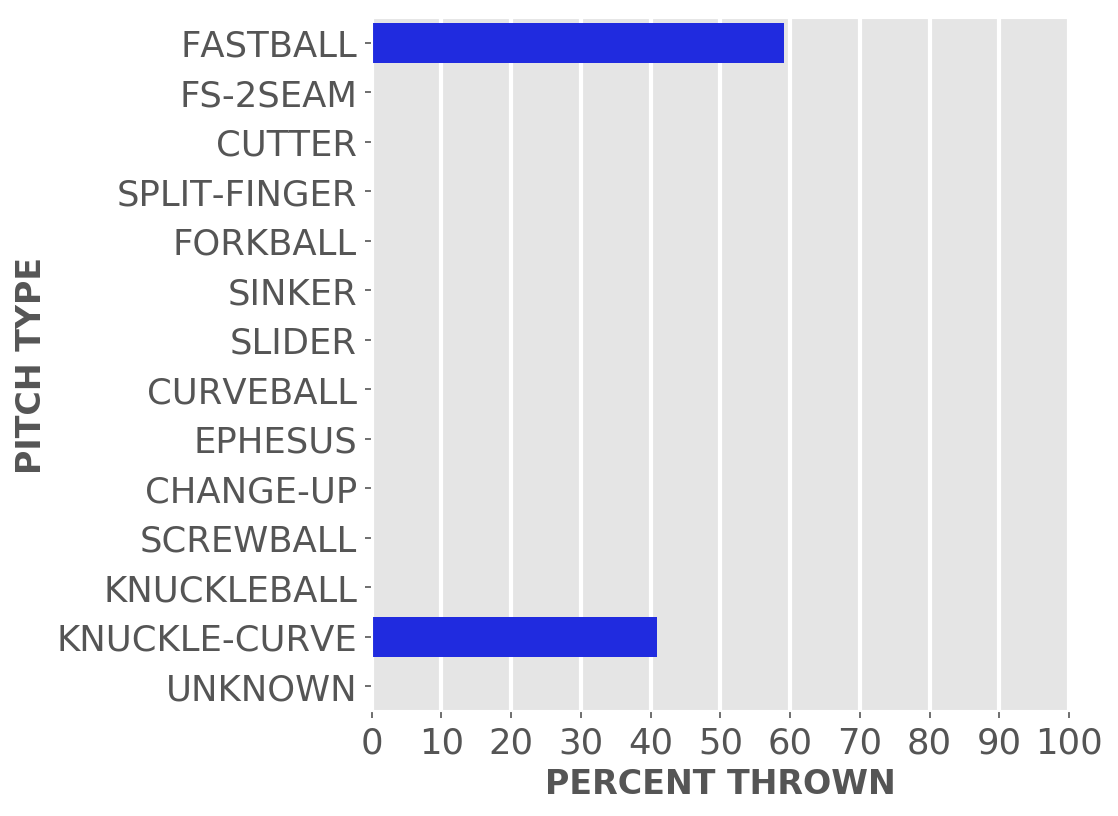 FASTBALL
FS-2SEAM
CUTTER
SPLIT-FINGER
FORKBALL
SINKER
SLIDER
CURVEBALL
EPHESUS
CHANGE-UP
SCREWBALL
KNUCKLEBALL
KNUCKLE-CURVE
UNKNOWN
PITCH TYPE
0 10 20 30 40 50 60 70 80 90 100
PERCENT THROWN